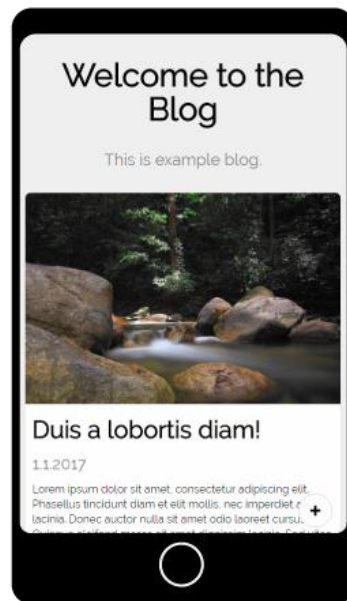 Welcome to the
Blog
This is example blog.
Duis a lobortis diam!
1.1.2017
Lorem ipsum dolor sit amet, consectetur adipiscing elit.
Phasellus tincidunt diam et elit mollis, nec imperdiet
lacinia. Donec auctor nulla sit amet odio laoreet